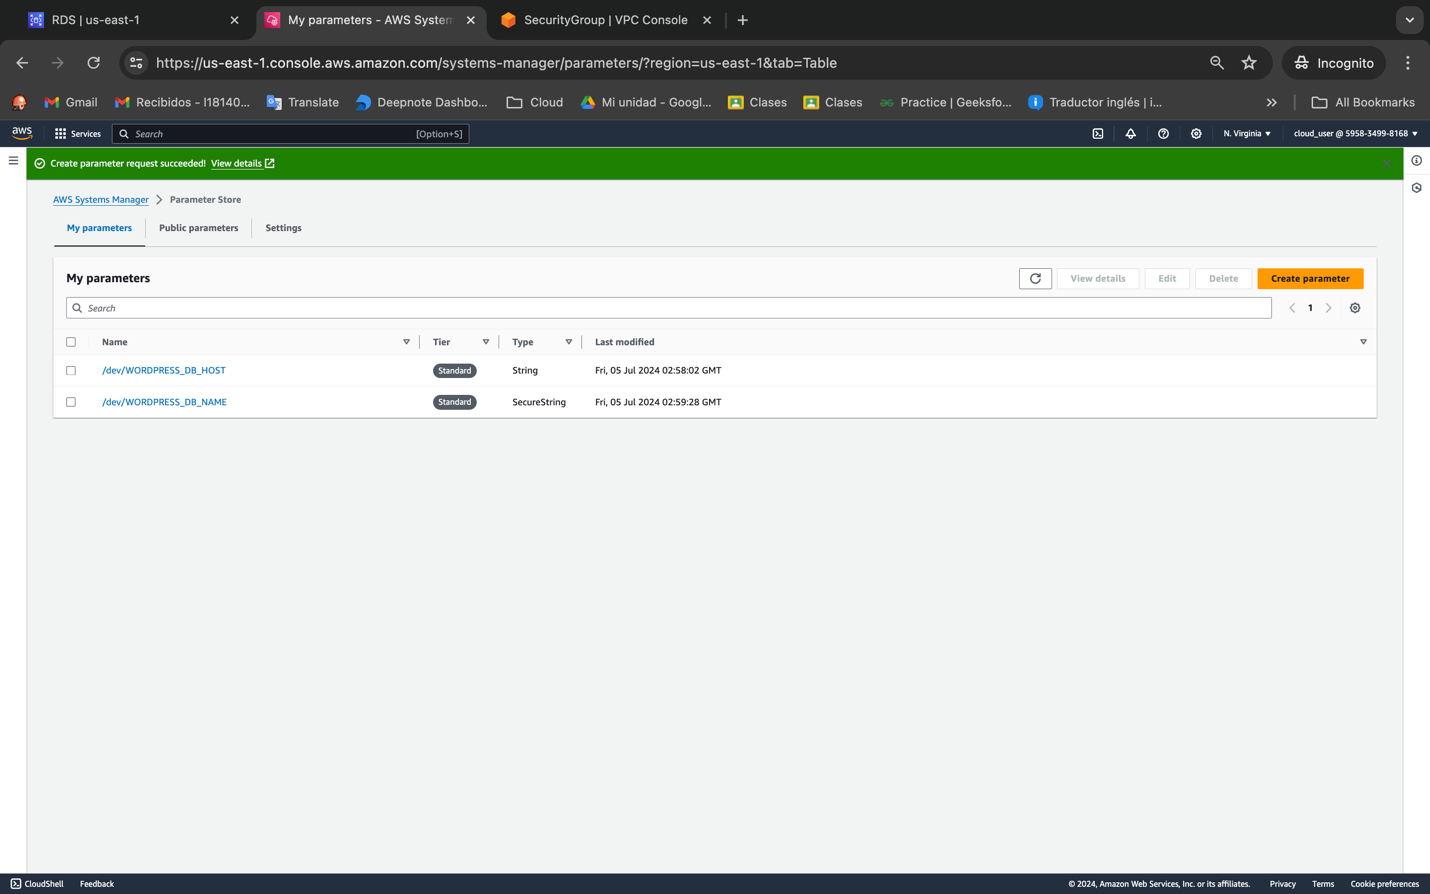 RDS | us-east-1
My parameters - AWS System
SecurityGroup | VPC Console
https://us-east-1.console.aws.amazon.com/systems-manager/parameters/?region=us-east-1&tab=Table
Incognito
Gmail
Recibidos - l18140...
Translate
Deepnote Dashbo...
Cloud
Mi unidad - Googl...
Clases
Clases
Practice | Geeksfo...
Traductor inglés | i...
All Bookmarks
aws
Services
Search
[Option+S]
N. Virginia
cloud_user @ 5958-3499-8168
Create parameter request succeeded! View details
AWS Systems Manager
Parameter Store
My parameters
Public parameters
Settings
My parameters
View details
Edit
Delete
Create parameter
Search
1
Name
Tier
Type
Last modified
/dev/WORDPRESS_DB_HOST
Standard
String
Fri, 05 Jul 2024 02:58:02 GMT
/dev/WORDPRESS_DB_NAME
Standard
SecureString
Fri, 05 Jul 2024 02:59:28 GMT
CloudShell
Feedback
© 2024, Amazon Web Services, Inc. or its affiliates.
Privacy
Terms
Cookie preferences